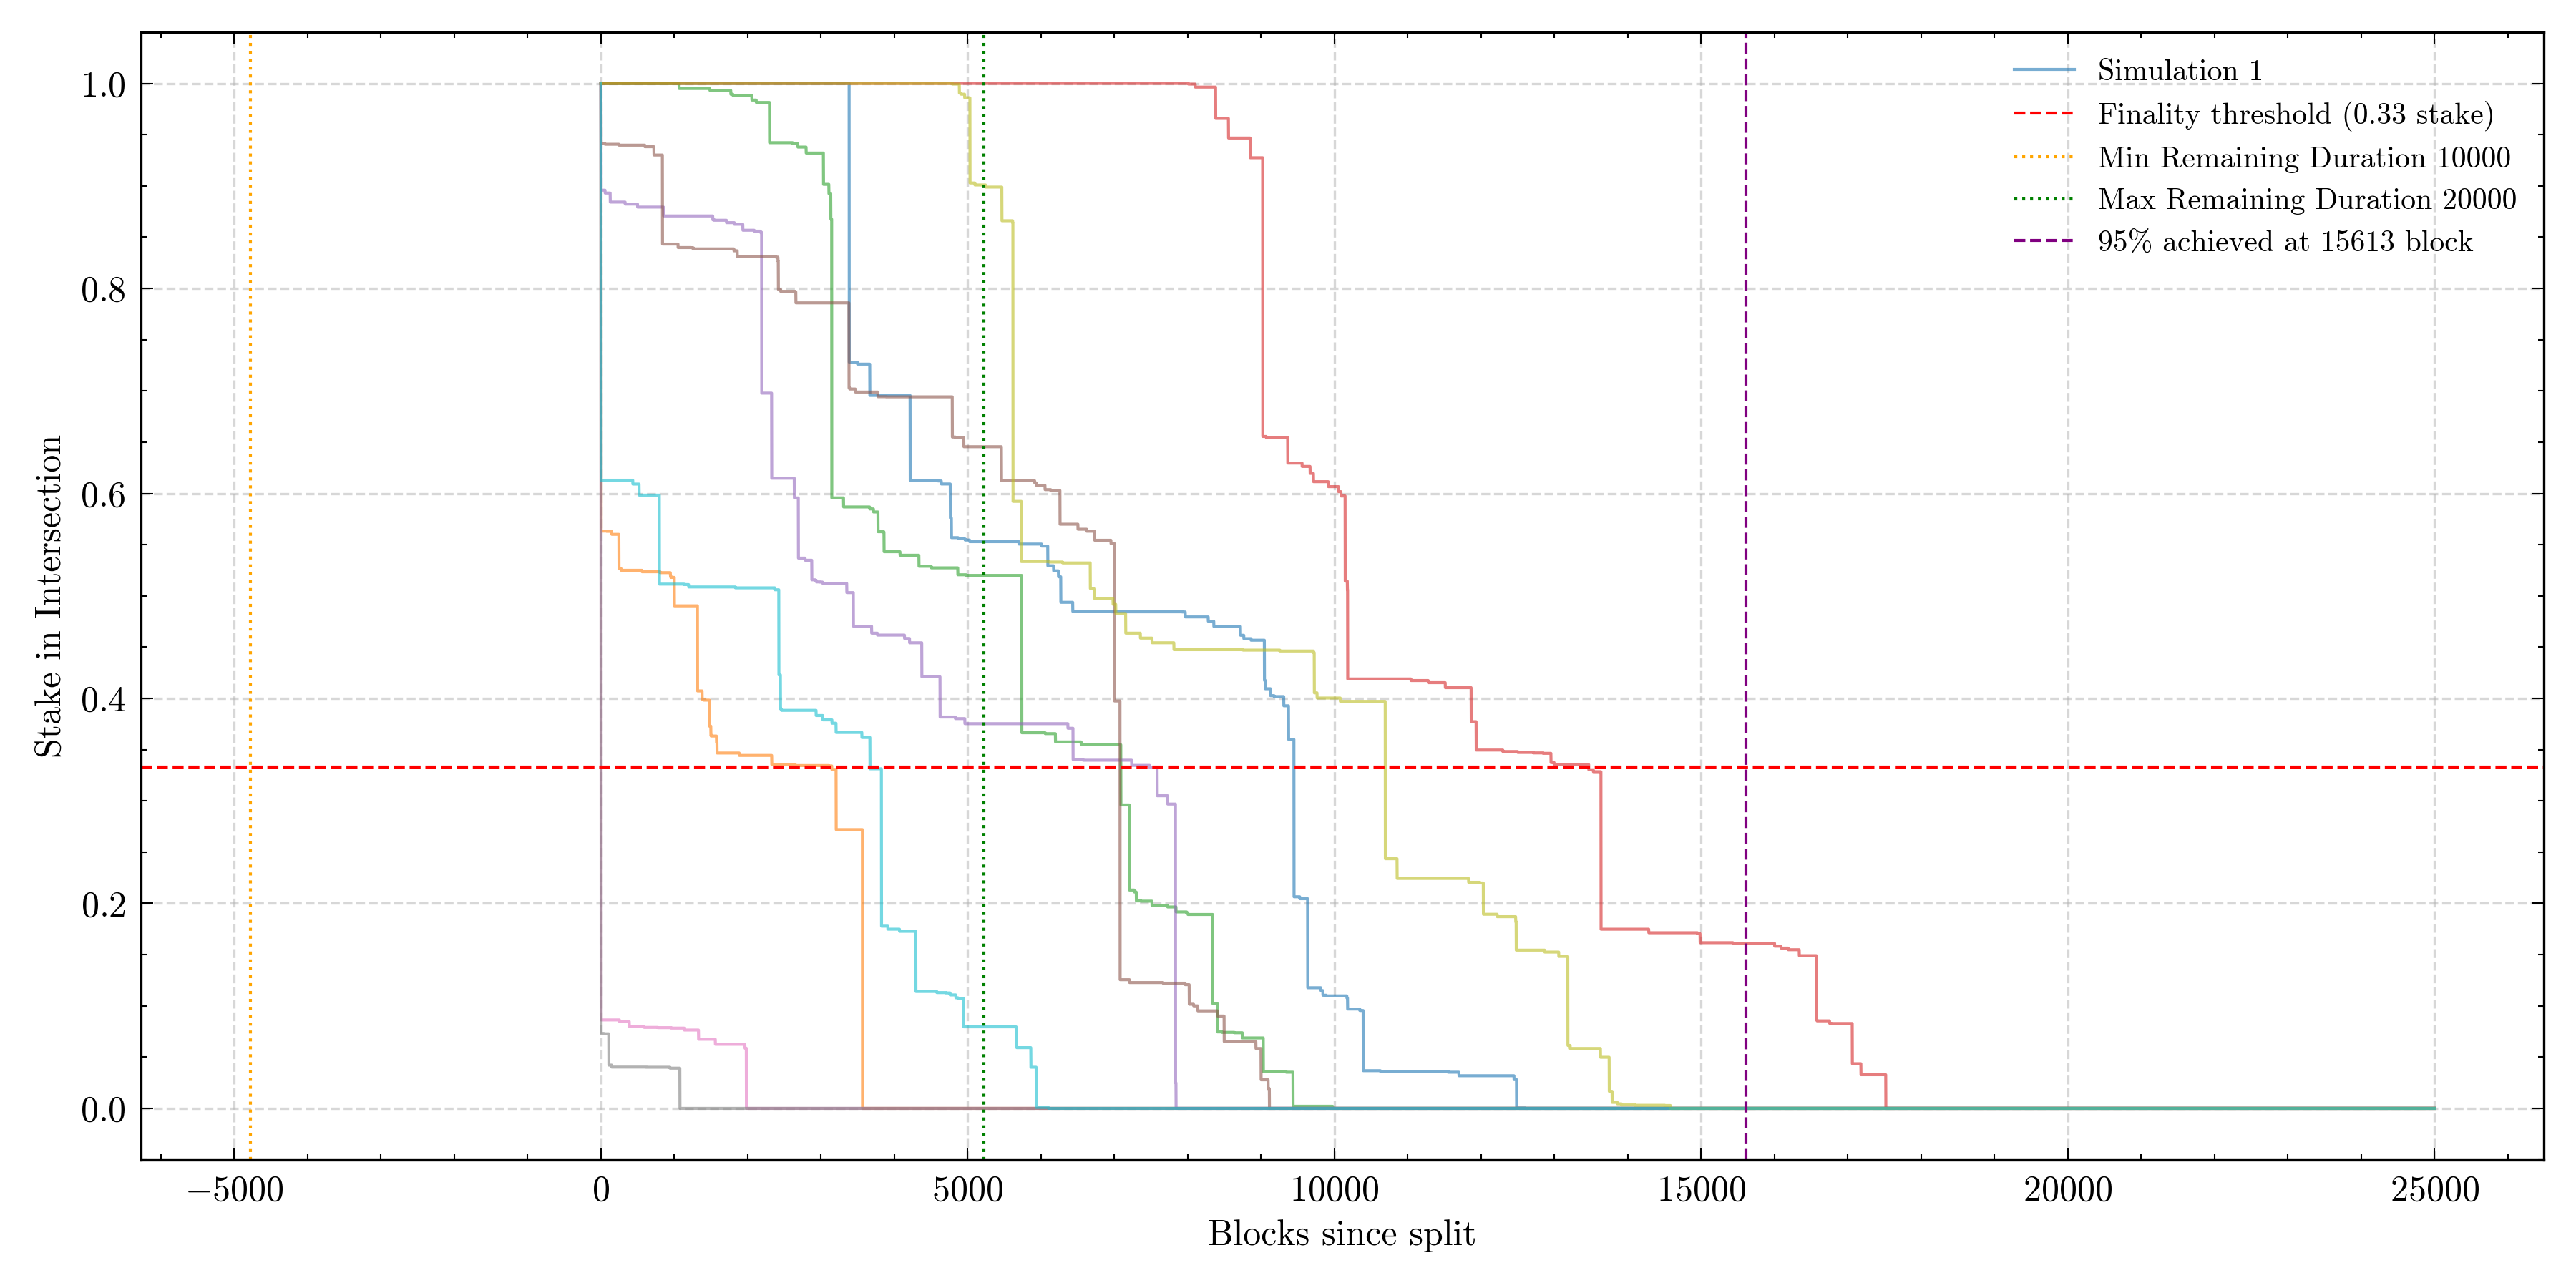 Simulation 1
Finality threshold (0.33 stake)
Min Remaining Duration 10000
Max Remaining Duration 20000
95% achieved at 15613 block
Stake in Intersection
1.0
0.8
0.6
0.4
0.2
0.0
−5000 0 5000 10000 15000 20000 25000
Blocks since split